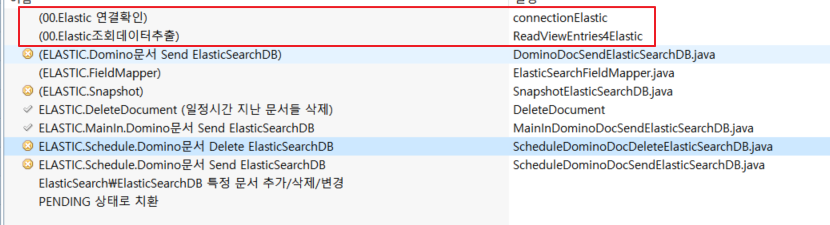 (00.Elastic 연결확인) connectionElastic
(00.Elastic조회데이터추출) ReadViewEntries4Elastic
(ELASTIC.Domino문서 Send ElasticSearchDB) DominoDocSendElasticSearchDB.java
(ELASTIC.FieldMapper) ElasticSearchFieldMapper.java
(ELASTIC.Snapshot) SnapshotElasticSearchDB.java
ELASTIC.DeleteDocument (일정시간 지난 문서들 삭제) DeleteDocument
ELASTIC.MainIn.Domino문서 Send ElasticSearchDB MainInDominoDocSendElasticSearchDB.java
ELASTIC.Schedule.Domino문서 Delete ElasticSearchDB ScheduleDominoDocDeleteElasticSearchDB.java
ELASTIC.Schedule.Domino문서 Send ElasticSearchDB ScheduleDominoDocSendElasticSearchDB.java
ElasticSearch₩ElasticSearchDB 특정 문서 추가/삭제/변경
PENDING 상태로 치환